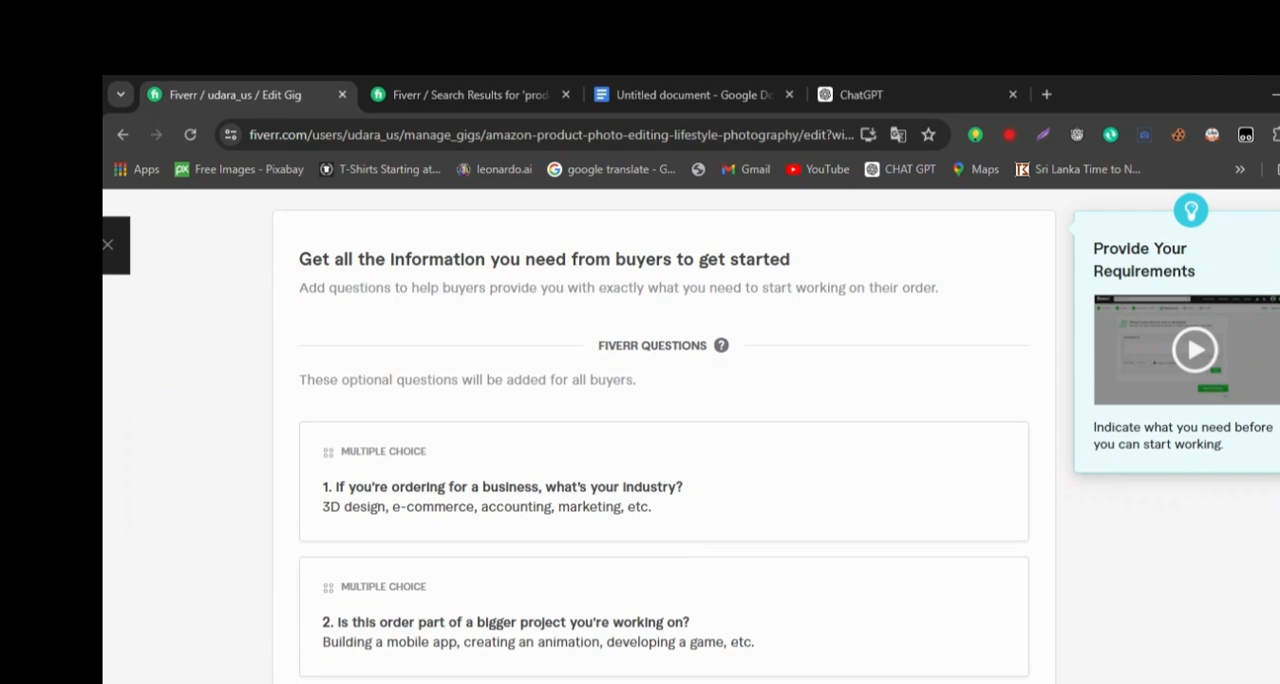 Fiverr / udara_us / Edit Gig
Fiverr / Search Results for 'prod
Untitled document - Google Do
ChatGPT
fiverr.com/users/udara_us/manage_gigs/amazon-product-photo-editing-lifestyle-photography/edit?wi...
Apps
Free Images - Pixabay
T-Shirts Starting at...
leonardo.ai
google translate - G...
Gmail
YouTube
CHAT GPT
Maps
Sri Lanka Time to N...
Get all the information you need from buyers to get started
Add questions to help buyers provide you with exactly what you need to start working on their order.
FIVERR QUESTIONS
These optional questions will be added for all buyers.
MULTIPLE CHOICE
1. If you're ordering for a business, what's your industry?
3D design, e-commerce, accounting, marketing, etc.
MULTIPLE CHOICE
2. Is this order part of a bigger project you're working on?
Building a mobile app, creating an animation, developing a game, etc.
Provide Your
Requirements
Indicate what you need before
you can start working.